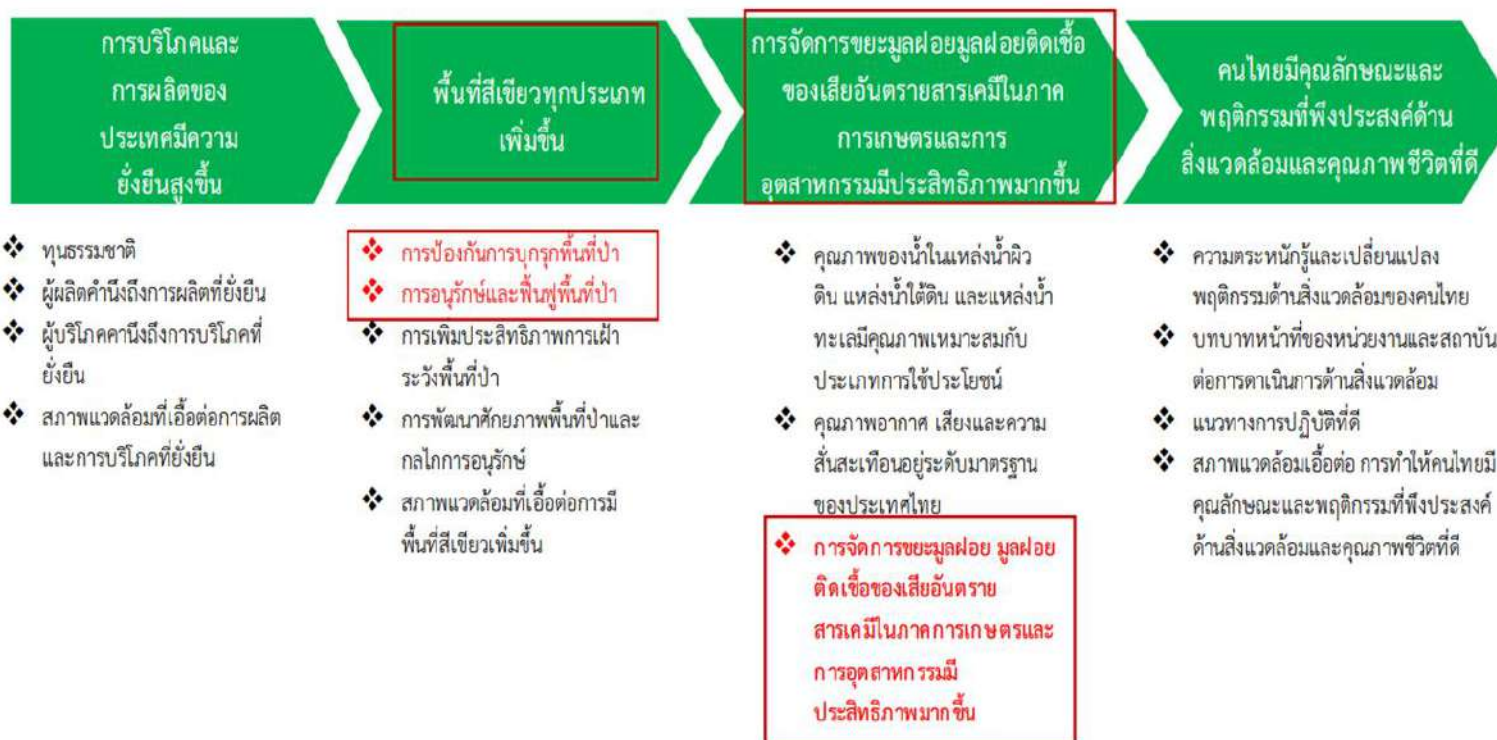 การบริโภคและ
การผลิตของ
ประเทศมีความ
ยั่งยืนสูงขึ้น
พื้นที่สีเขียวทุกประเภท
เพิ่มขึ้น
การจัดการขยะมูลฝอยมูลฝอยติดเชื้อ
ของเสียอันตรายสารเคมีในภาค
การเกษตรและการ
อุตสาหกรรมมีประสิทธิภาพมากขึ้น
คนไทยมีคุณลักษณะและ
พฤติกรรมที่พึงประสงค์ด้าน
สิ่งแวดล้อมและคุณภาพชีวิตที่ดี
❖ ทุนธรรมชาติ
❖ ผู้ผลิตคำนึงถึงการผลิตที่ยั่งยืน
❖ ผู้บริโภคคานึงถึงการบริโภคที่
ยั่งยืน
❖ สภาพแวดล้อมที่เอื้อต่อการผลิต
และการบริโภคที่ยั่งยืน
❖ การป้องกันการบุกรุกพื้นที่ป่า
❖ การอนุรักษ์และฟื้นฟูพื้นที่ป่า
❖ การเพิ่มประสิทธิภาพการเฝ้า
ระวังพื้นที่ป่า
❖ การพัฒนาศักยภาพพื้นที่ป่าและ
กลไกการอนุรักษ์
❖ สภาพแวดล้อมที่เอื้อต่อการมี
พื้นที่สีเขียวเพิ่มขึ้น
❖ คุณภาพของน้ำในแหล่งน้ำผิว
ดิน แหล่งน้ำใต้ดิน และแหล่งน้ำ
ทะเลมีคุณภาพเหมาะสมกับ
ประเภทการใช้ประโยชน์
❖ คุณภาพอากาศ เสียงและความ
สั่นสะเทือนอยู่ระดับมาตรฐาน
ของประเทศไทย
❖ การจัดการขยะมูลฝอย มูลฝอย
ติดเชื้อของเสียอันตราย
สารเคมีในภาคการเกษตรและ
การอุตสาหกรรมมี
ประสิทธิภาพมากขึ้น
❖ ความตระหนักรู้และเปลี่ยนแปลง
พฤติกรรมด้านสิ่งแวดล้อมของคนไทย
❖ บทบาทหน้าที่ของหน่วยงานและสถาบัน
ต่อการดาเนินการด้านสิ่งแวดล้อม
❖ แนวทางการปฏิบัติที่ดี
❖ สภาพแวดล้อมเอื้อต่อ การทำให้คนไทยมี
คุณลักษณะและพฤติกรรมที่พึงประสงค์
ด้านสิ่งแวดล้อมและคุณภาพชีวิตที่ดี